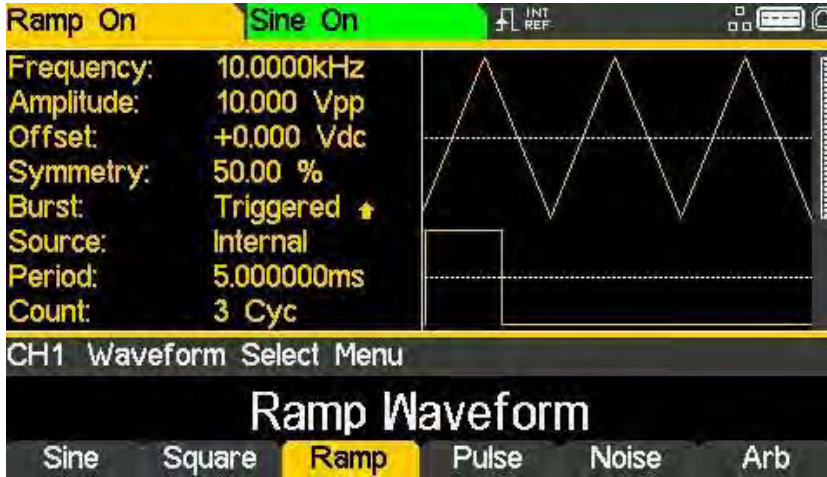 Ramp On Sine On INT REF
Frequency: 10.0000kHz
Amplitude: 10.000 Vpp
Offset: +0.000 Vdc
Symmetry: 50.00 %
Burst: Triggered
Source: Internal
Period: 5.000000ms
Count: 3 Cyc
CH1 Waveform Select Menu
Ramp Waveform
Sine Square Ramp Pulse Noise Arb